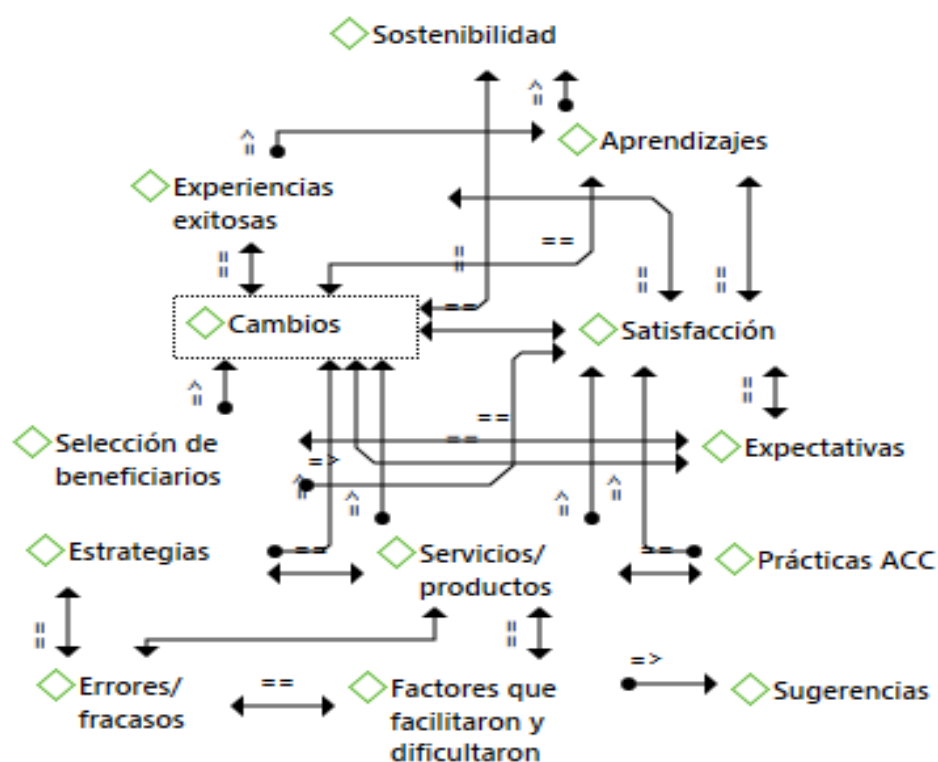 Sostenibilidad
=>
=>
Aprendizajes
Experiencias
exitosas
==
==
==
==
==
==
Cambios
Satisfacción
=>
==
==
==
Selección de
beneficiarios
Expectativas
=>
=>
=>
=>
=>
Estrategias
==
Servicios/
productos
==
Prácticas ACC
==
==
=>
Errores/
fracasos
==
Factores que
facilitaron y
dificultaron
Sugerencias